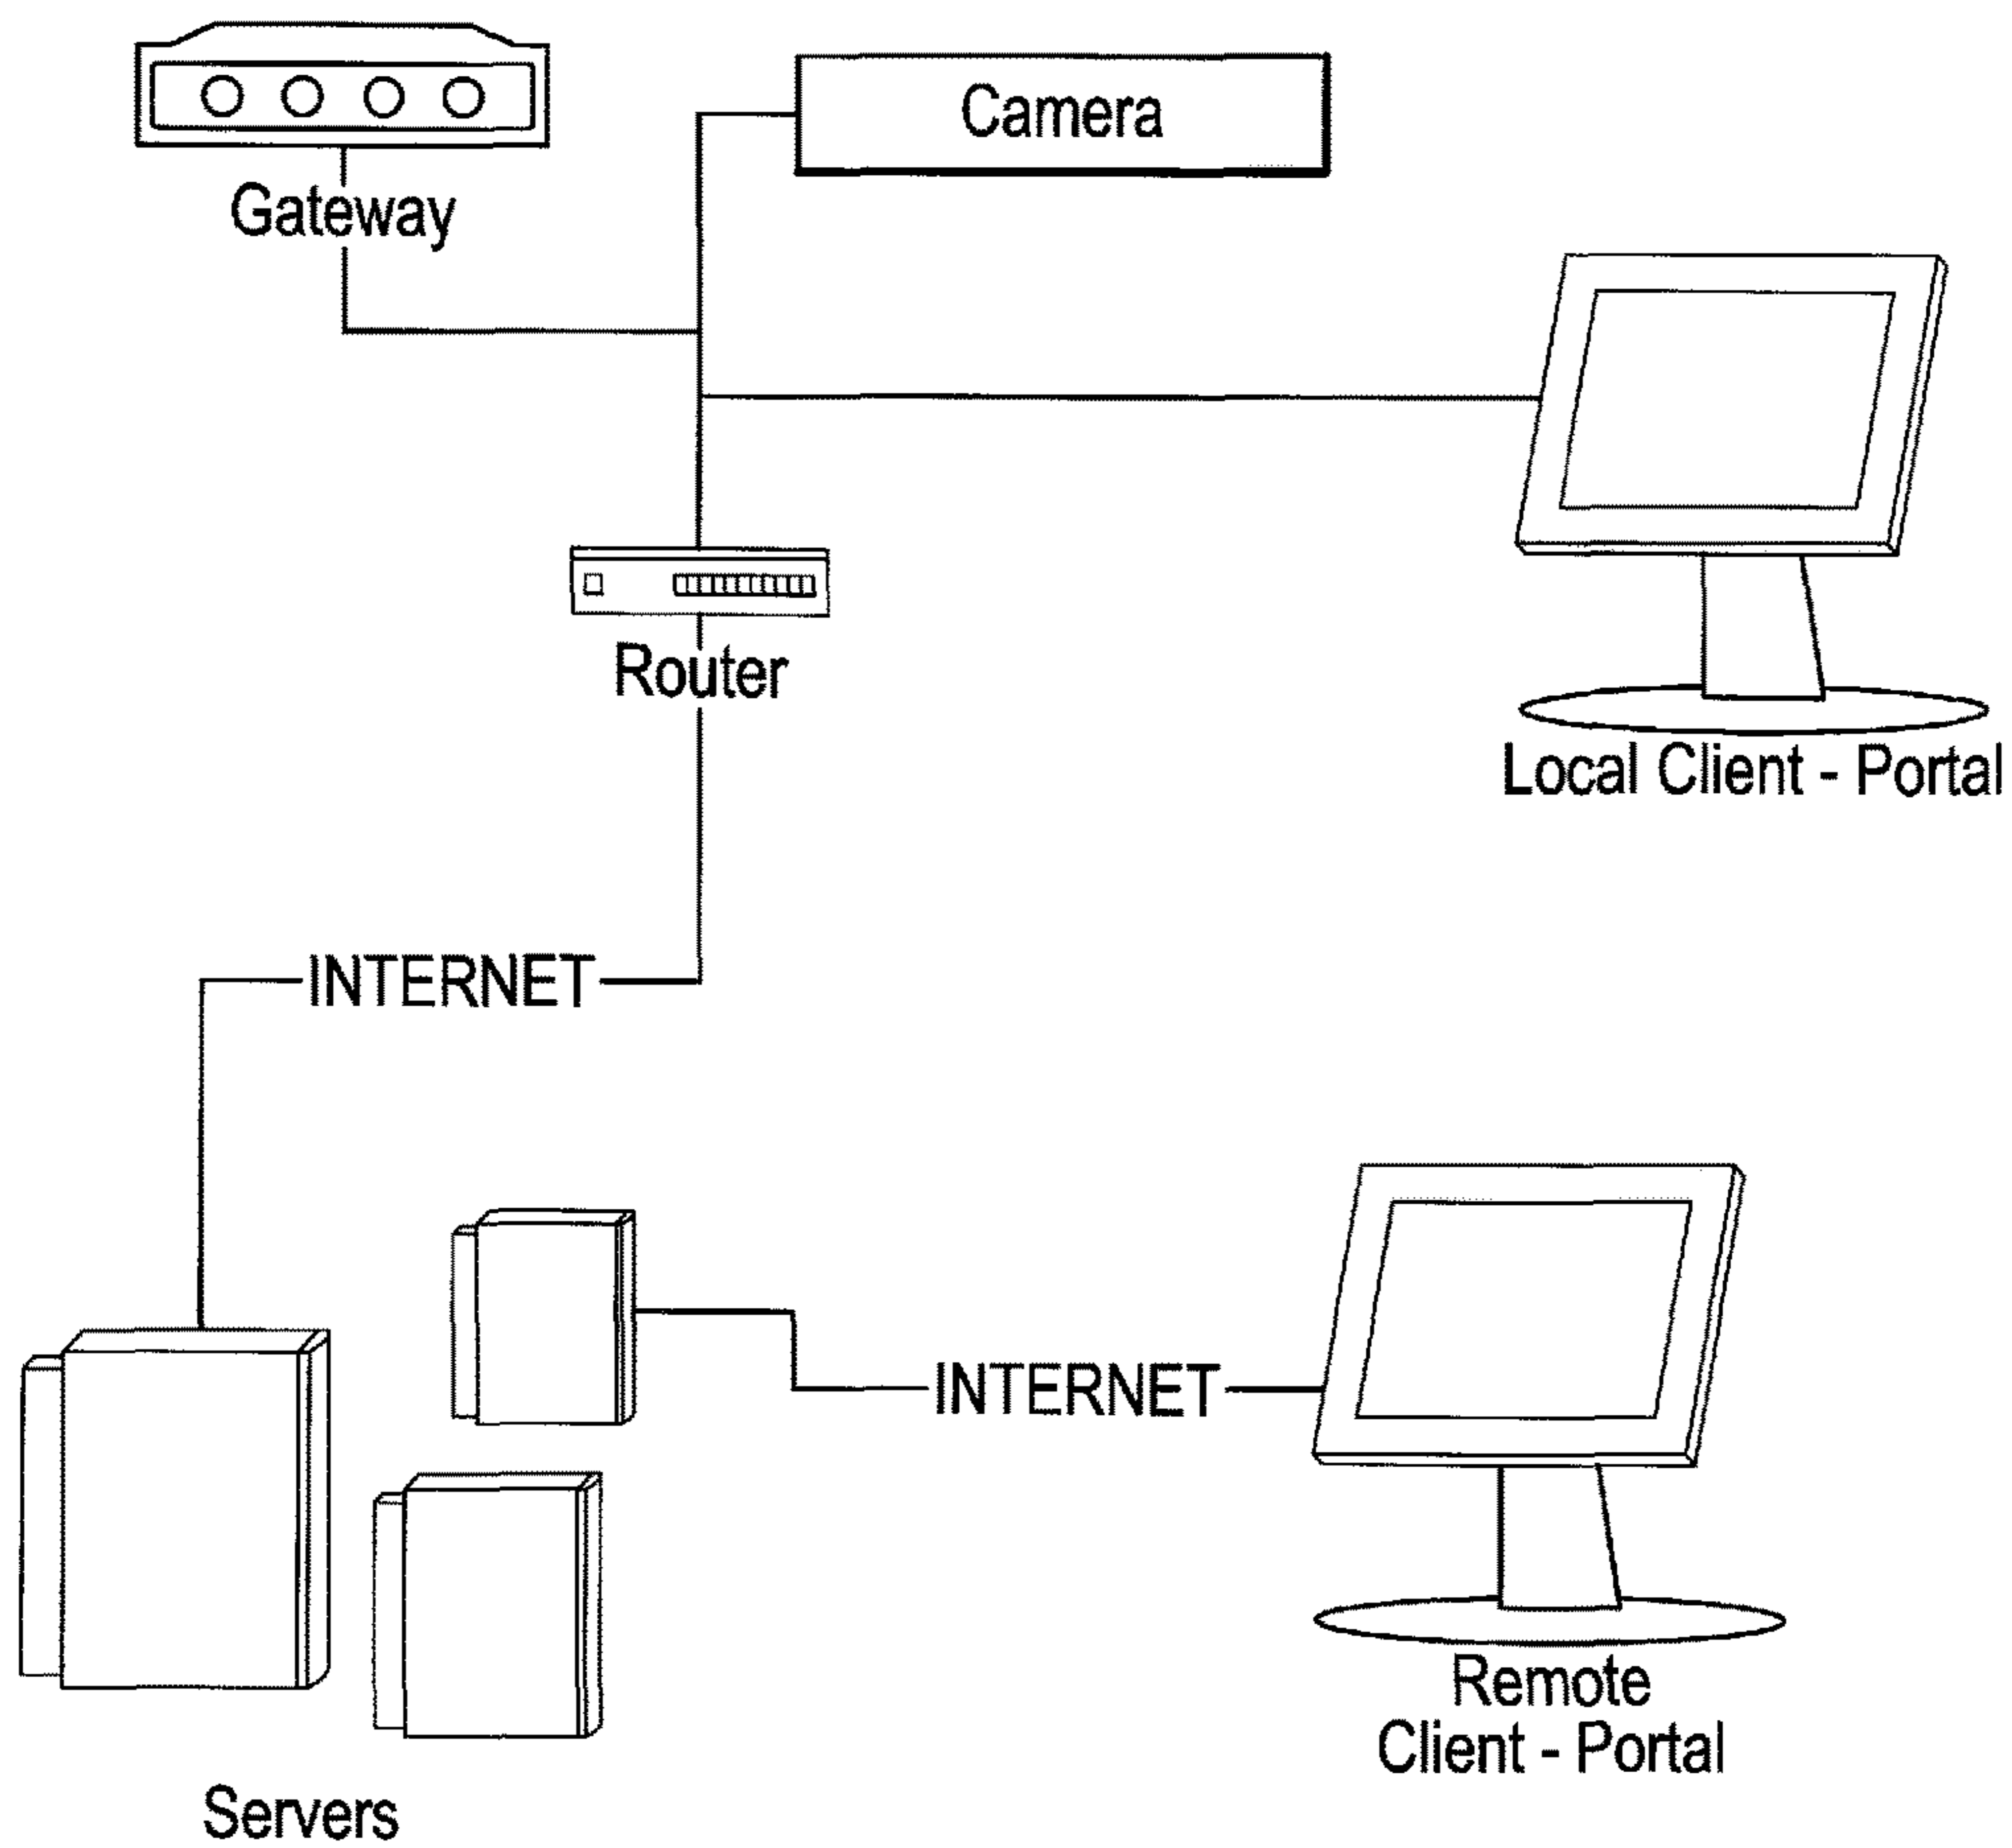 Camera
Gateway
Router
Local Client - Portal
INTERNET
INTERNET
Remote
Client - Portal
Servers